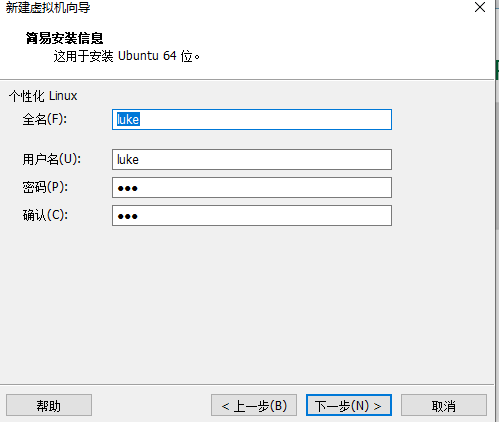 新建虚拟机向导
简易安装信息
这用于安装 Ubuntu 64 位。
个性化 Linux
全名(F): luke
用户名(U): luke
密码(P): ●●●
确认(C): ●●●
帮助 < 上一步(B) 下一步(N) > 取消